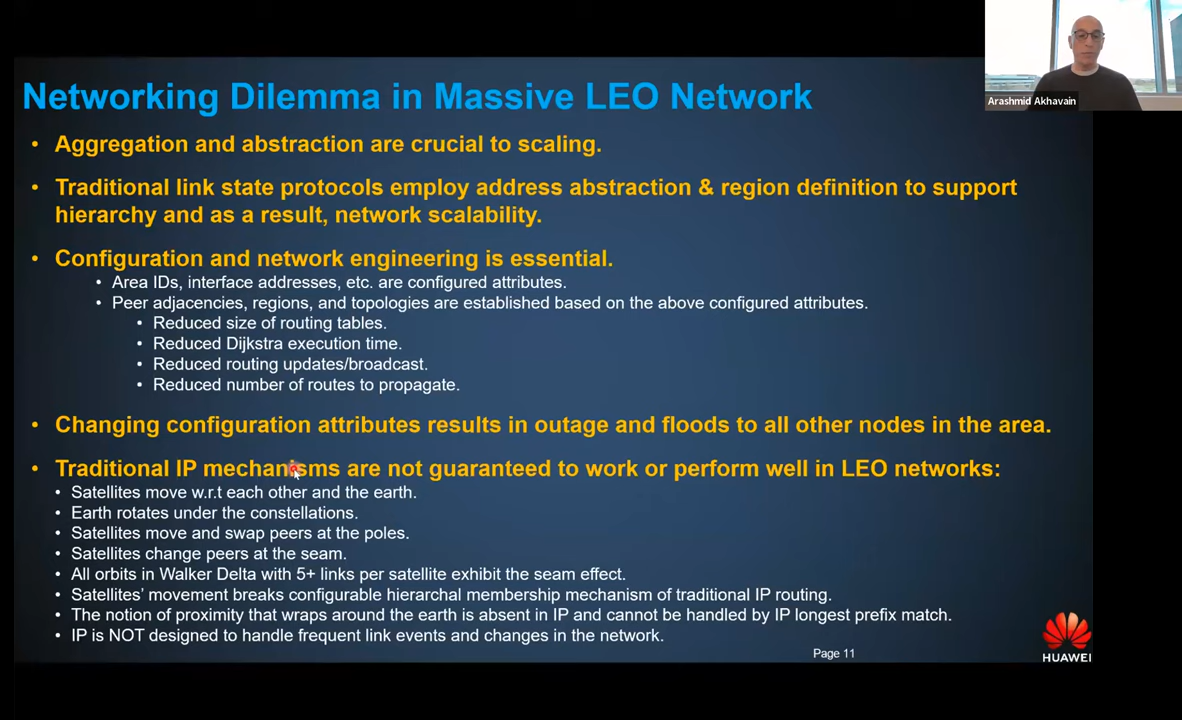 Arashmid Akhavain
Networking Dilemma in Massive LEO Network
• Aggregation and abstraction are crucial to scaling.
• Traditional link state protocols employ address abstraction & region definition to support
hierarchy and as a result, network scalability.
• Configuration and network engineering is essential.
• Area IDs, interface addresses, etc. are configured attributes.
• Peer adjacencies, regions, and topologies are established based on the above configured attributes.
• Reduced size of routing tables.
• Reduced Dijkstra execution time.
• Reduced routing updates/broadcast.
• Reduced number of routes to propagate.
• Changing configuration attributes results in outage and floods to all other nodes in the area.
• Traditional IP mechanisms are not guaranteed to work or perform well in LEO networks:
• Satellites move w.r.t each other and the earth.
• Earth rotates under the constellations.
• Satellites move and swap peers at the poles.
• Satellites change peers at the seam.
• All orbits in Walker Delta with 5+ links per satellite exhibit the seam effect.
• Satellites’ movement breaks configurable hierarchal membership mechanism of traditional IP routing.
• The notion of proximity that wraps around the earth is absent in IP and cannot be handled by IP longest prefix match.
• IP is NOT designed to handle frequent link events and changes in the network.
Page 11
HUAWEI